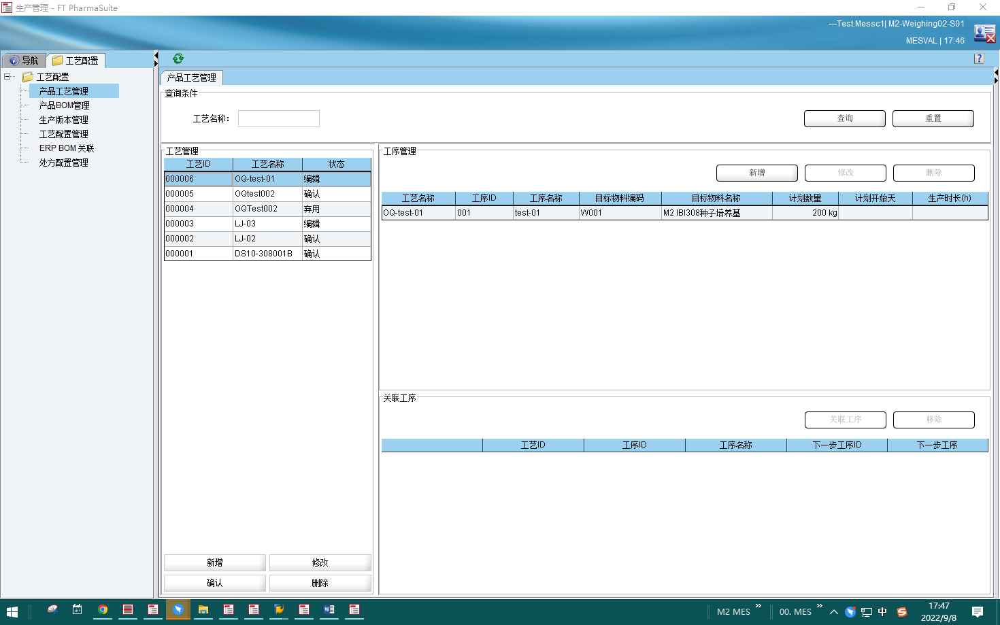 生产管理 - FT PharmaSuite
---Test.Messc1| M2-Weighing02-S01
MESVAL | 17:46
导航
工艺配置
工艺配置
产品工艺管理
产品BOM管理
生产版本管理
工艺配置管理
ERP BOM 关联
处方配置管理
产品工艺管理
查询条件
工艺名称:
查询
重置
工艺管理
工艺ID 工艺名称 状态
000006 OQ-test-01 编辑
000005 OQtest002 确认
000004 OQTest002 弃用
000003 LJ-03 编辑
000002 LJ-02 确认
000001 DS10-308001B 确认
新增 修改
确认 删除
工序管理
新增 修改 删除
工艺名称 工序ID 工序名称 目标物料编码 目标物料名称 计划数量 计划开始天 生产时长(h)
OQ-test-01 001 test-01 W001 M2 IBI308种子培养基 200 kg
关联工序
关联工序 移除
工艺ID 工序ID 工序名称 下一步工序ID 下一步工序
M2 MES
00. MES
中
17:47
2022/9/8